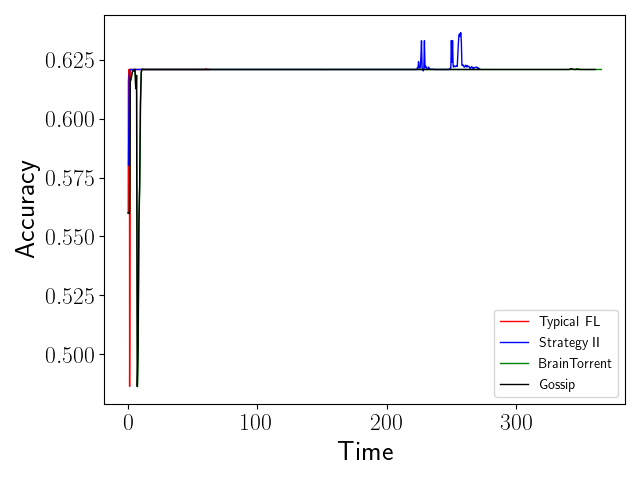 0.625
0.600
0.575
0.550
0.525
0.500
Accuracy
0 100 200 300
Time
Typical FL
Strategy II
BrainTorrent
Gossip